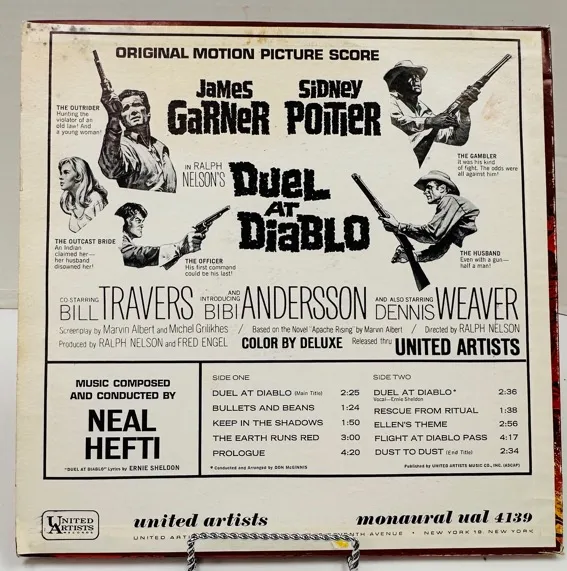 ORIGINAL MOTION PICTURE SCORE
JAMES GARNER
SIDNEY POITIER
THE OUTRIDER
Hunting the
violator of an
old law! And
a young woman!
IN RALPH
NELSON'S
DUEL
AT
DIABLO
THE GAMBLER
It was his kind
of fight. The odds were
all against him!
THE OUTCAST BRIDE
An Indian
claimed her—
her husband
disowned her!
THE OFFICER
His first command
could be his last!
THE HUSBAND
Even with a gun—
half a man!
CO-STARRING BILL TRAVERS AND INTRODUCING BIBI ANDERSSON AND ALSO STARRING DENNIS WEAVER
Screenplay by Marvin Albert and Michel Grilikhes / Based on the Novel "Apache Rising" by Marvin Albert / Directed by RALPH NELSON
Produced by RALPH NELSON and FRED ENGEL COLOR BY DELUXE Released thru UNITED ARTISTS
MUSIC COMPOSED
AND CONDUCTED BY
NEAL
HEFTI
"DUEL AT DIABLO" Lyrics by ERNIE SHELDON
SIDE ONE
DUEL AT DIABLO (Main Title) 2:25
BULLETS AND BEANS 1:24
KEEP IN THE SHADOWS 1:50
THE EARTH RUNS RED 3:00
PROLOGUE 4:20
* Conducted and Arranged by DON McGINNIS
SIDE TWO
DUEL AT DIABLO* 2:36
Vocal—Ernie Sheldon
RESCUE FROM RITUAL 1:38
ELLEN'S THEME 2:56
FLIGHT AT DIABLO PASS 4:17
DUST TO DUST (End Title) 2:34
Published by UNITED ARTISTS MUSIC CO., INC. (ASCAP)
UNITED
ARTISTS
RECORDS
united artists
monaural ual 4139
UNITED AVENUE • NEW YORK 19, NEW YORK